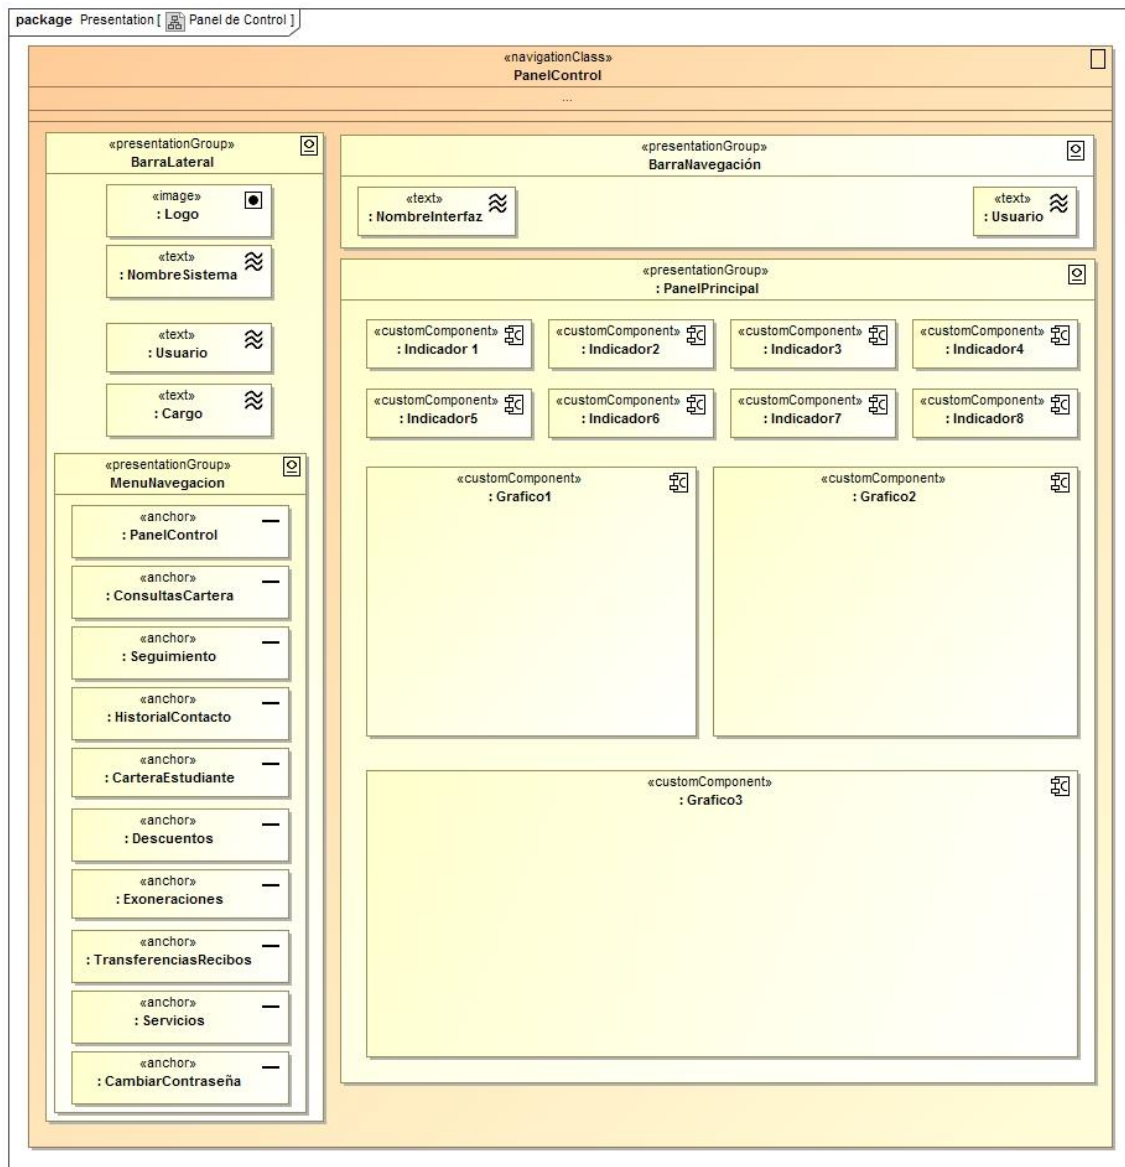 package Presentation [ Panel de Control ]
«navigationClass»
PanelControl
...
«presentationGroup»
BarraLateral
«image»
: Logo
«text»
: NombreSistema
«text»
: Usuario
«text»
: Cargo
«presentationGroup»
MenuNavegacion
«anchor»
: PanelControl
«anchor»
: ConsultasCartera
«anchor»
: Seguimiento
«anchor»
: HistorialContacto
«anchor»
: CarteraEstudiante
«anchor»
: Descuentos
«anchor»
: Exoneraciones
«anchor»
: TransferenciasRecibos
«anchor»
: Servicios
«anchor»
: CambiarContraseña
«presentationGroup»
BarraNavegación
«text»
: NombreInterfaz
«text»
: Usuario
«presentationGroup»
: PanelPrincipal
«customComponent»
: Indicador 1
«customComponent»
: Indicador2
«customComponent»
: Indicador3
«customComponent»
: Indicador4
«customComponent»
: Indicador5
«customComponent»
: Indicador6
«customComponent»
: Indicador7
«customComponent»
: Indicador8
«customComponent»
: Grafico1
«customComponent»
: Grafico2
«customComponent»
: Grafico3